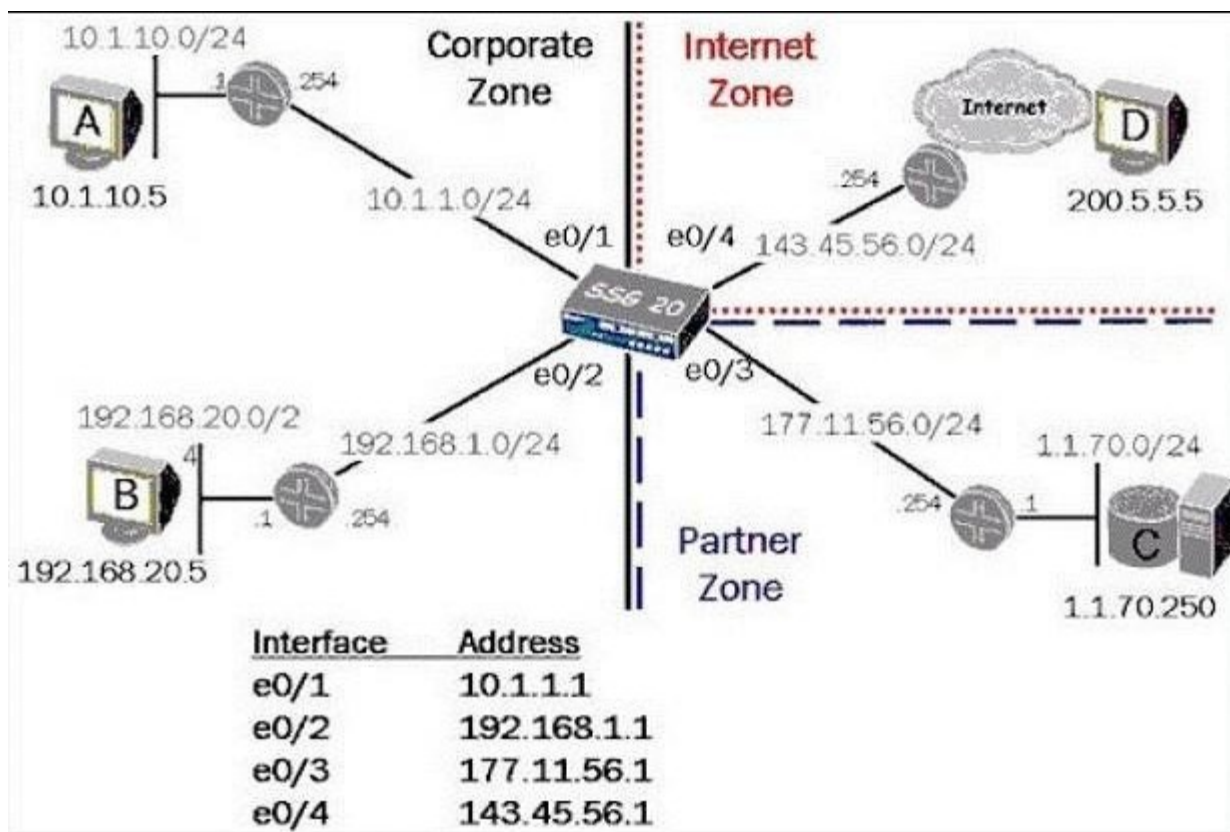 10.1.10.0/24
.1
.254
A
10.1.10.5
10.1.1.0/24
Corporate
Zone
Internet
Zone
Internet
D
.254
200.5.5.5
e0/1
e0/4
143.45.56.0/24
SSG 20
e0/2
e0/3
192.168.20.0/2
4
192.168.1.0/24
B
.1
.254
192.168.20.5
177.11.56.0/24
1.1.70.0/24
.254
.1
C
1.1.70.250
Partner
Zone
Interface Address
e0/1 10.1.1.1
e0/2 192.168.1.1
e0/3 177.11.56.1
e0/4 143.45.56.1